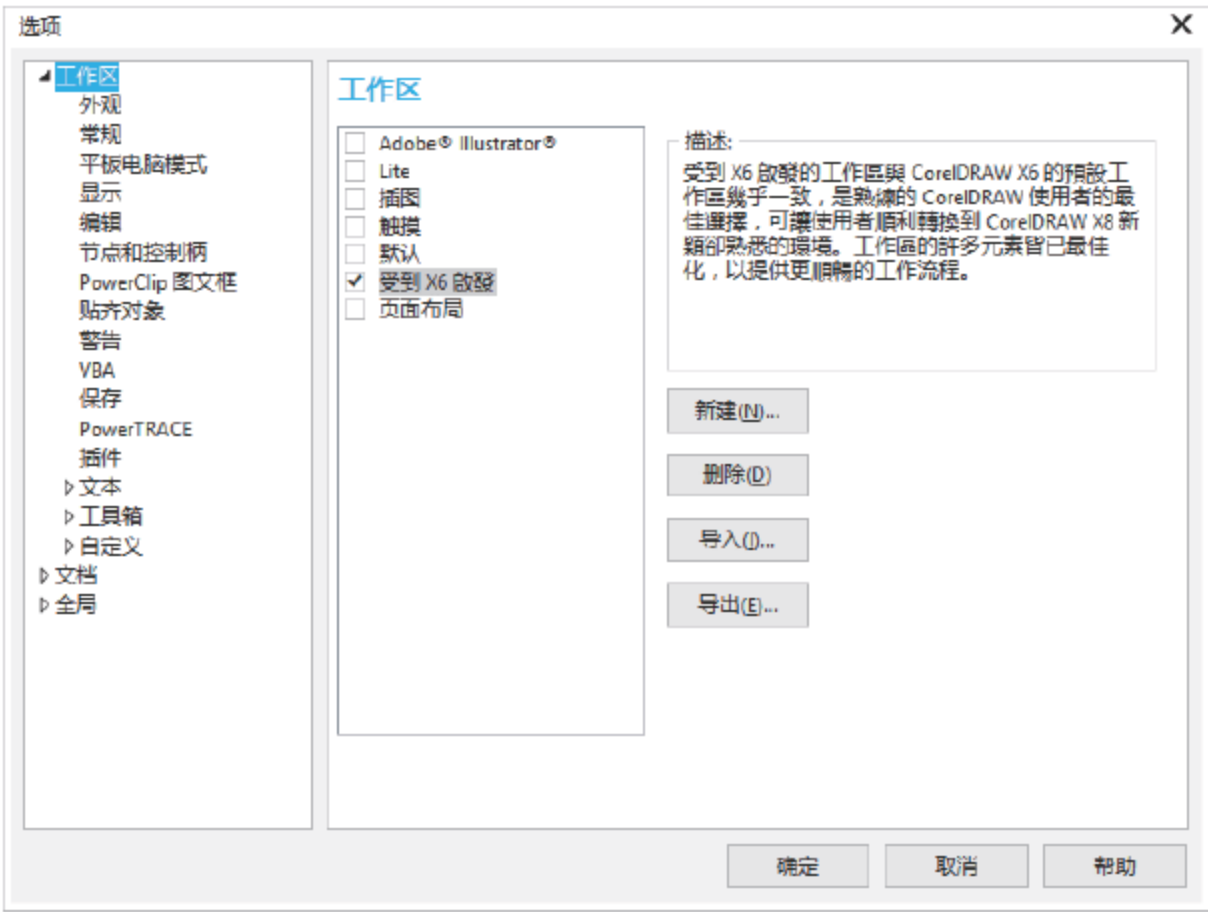 选项
工作区
外观
常规
平板电脑模式
显示
编辑
节点和控制柄
PowerClip 图文框
贴齐对象
警告
VBA
保存
PowerTRACE
插件
文本
工具箱
自定义
文档
全局
工作区
Adobe® Illustrator®
Lite
插图
触摸
默认
受到 X6 啟發
页面布局
描述:
受到 X6 啟發的工作區與 CorelDRAW X6 的預設工
作區幾乎一致，是熟練的 CorelDRAW 使用者的最
佳選擇，可讓使用者順利轉換到 CorelDRAW X8 新
穎卻熟悉的環境。工作區的許多元素皆已最佳
化，以提供更順暢的工作流程。
新建(N)...
删除(D)
导入(I)...
导出(E)...
确定
取消
帮助